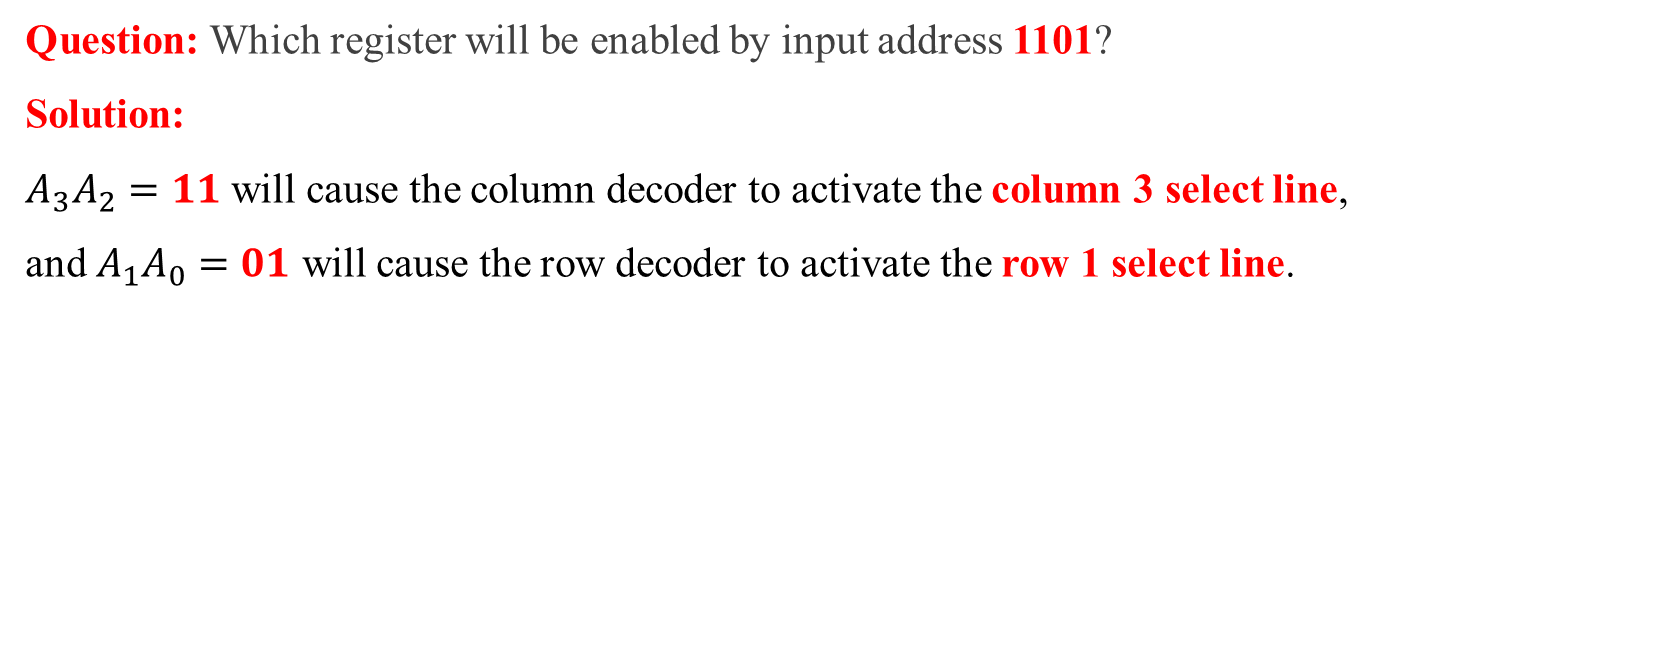 Question: Which register will be enabled by input address 1101?
Solution:
A₃A₂ = 11 will cause the column decoder to activate the column 3 select line,
and A₁A₀ = 01 will cause the row decoder to activate the row 1 select line.